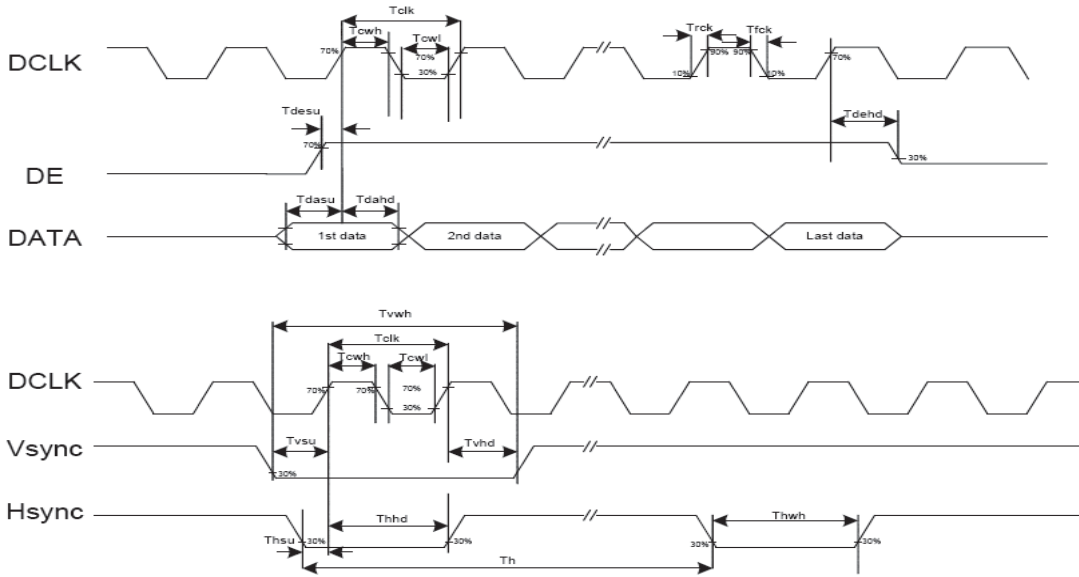 Tclk
Tcwh Tcwl Trck Tfck
DCLK 70% 70% 30% 90% 90% 10% 10% 70%
Tdesu Tdehd
70% 30%
DE
Tdasu Tdahd
DATA 1st data 2nd data Last data
Tvwh
Tclk
Tcwh Tcwl
DCLK 70% 70% 70% 30%
Vsync Tvsu Tvhd
30%
Hsync
Thhd Thwh
Thsu 30% 30% 30% 30%
Th